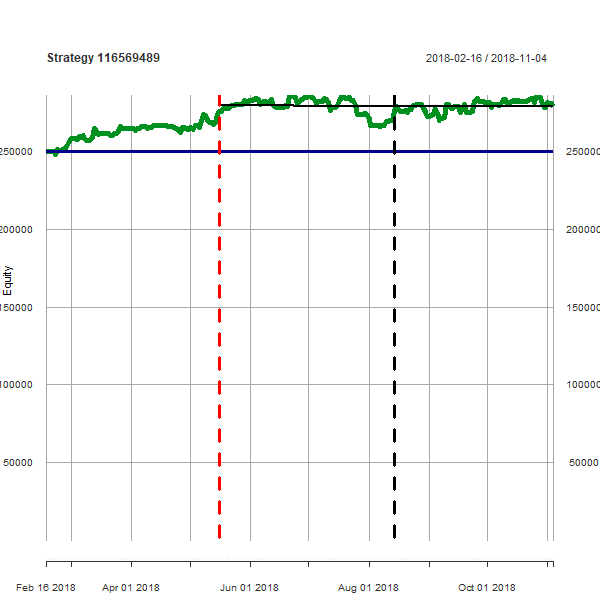 Strategy 116569489
2018-02-16 / 2018-11-04
250000
250000
200000
200000
Equity
150000
150000
100000
100000
50000
50000
Feb 16 2018
Apr 01 2018
Jun 01 2018
Aug 01 2018
Oct 01 2018